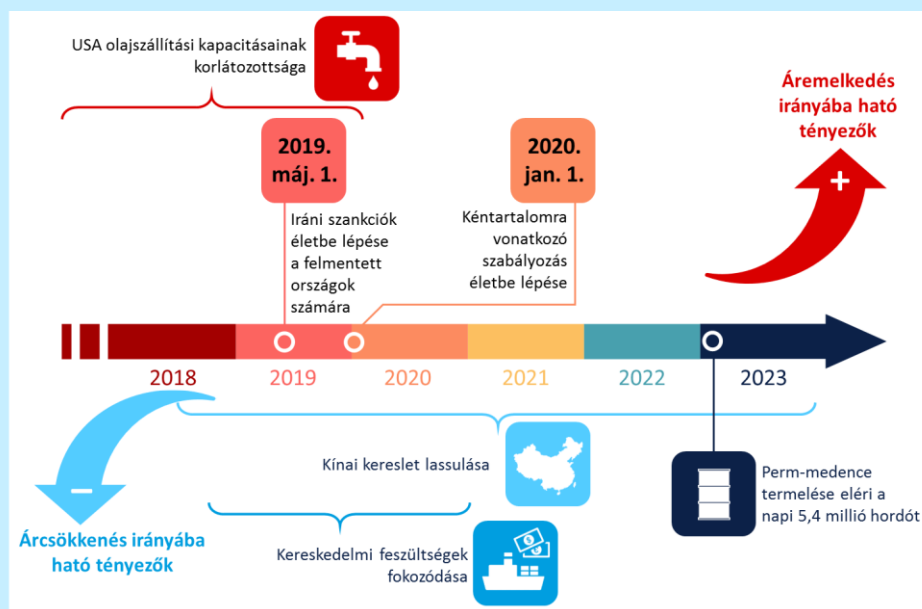 USA olajszállítási kapacitásainak
korlátozottsága
Áremelkedés
irányába ható
tényezők
+
2019.
máj. 1.
2020.
jan. 1.
Iráni szankciók
életbe lépése
a felmentett
országok
számára
Kéntartalomra
vonatkozó
szabályozás
életbe lépése
2018
2019
2020
2021
2022
2023
Kínai kereslet lassulása
Perm-medence
termelése eléri a
napi 5,4 millió hordót
–
Árcsökkenés irányába
ható tényezők
Kereskedelmi feszültségek
fokozódása